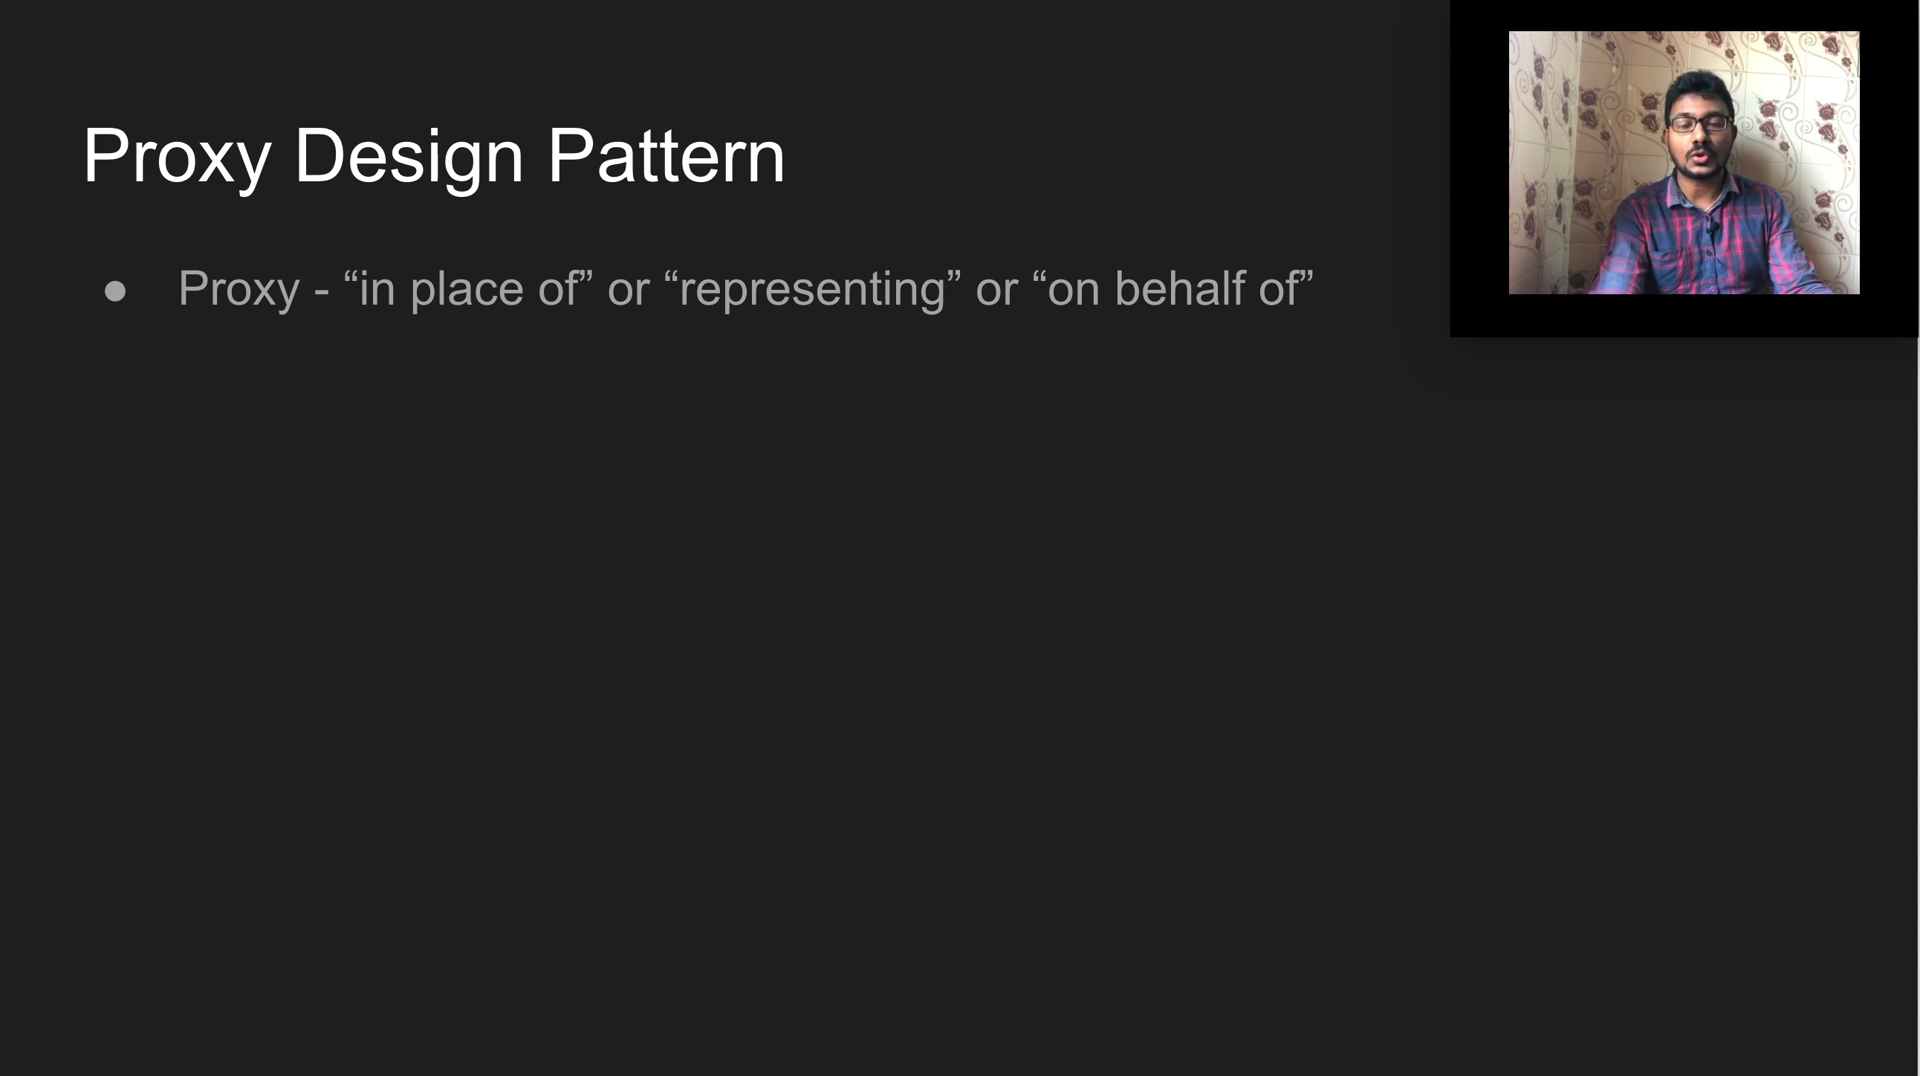 Proxy Design Pattern
● Proxy - “in place of” or “representing” or “on behalf of”